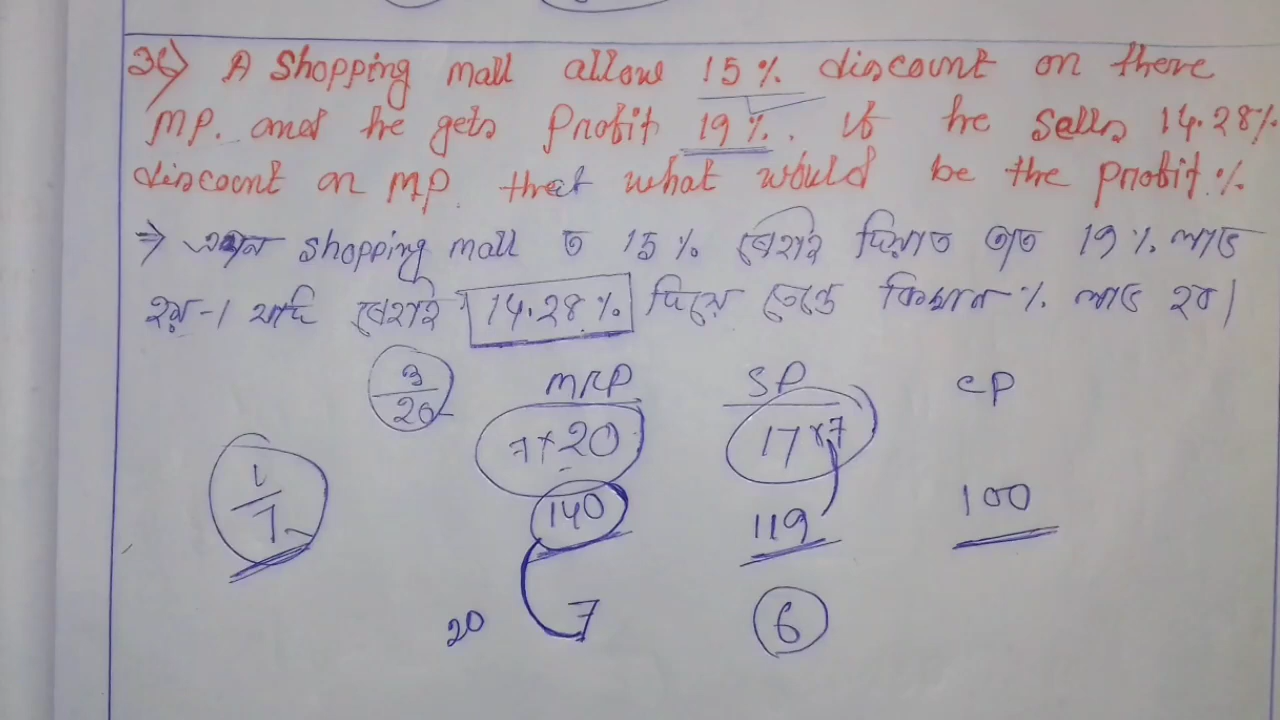 A Shopping mall allow 15% discount on there
MP. and he gets Profit 19%. if he Sells 14.28%
discount on MP. that what would be the profit.%
⇒ এখন shopping mall ত 15% ৰেহাই দিয়াত তাত 19% লাভ
হয়-। যদি ৰেহাই 14.28% দিয়ে তেন্তে কিমান % লাভ হব।
3/20 MRP SP CP
1/7 7×20 17×7
140 119 100
20 7 6